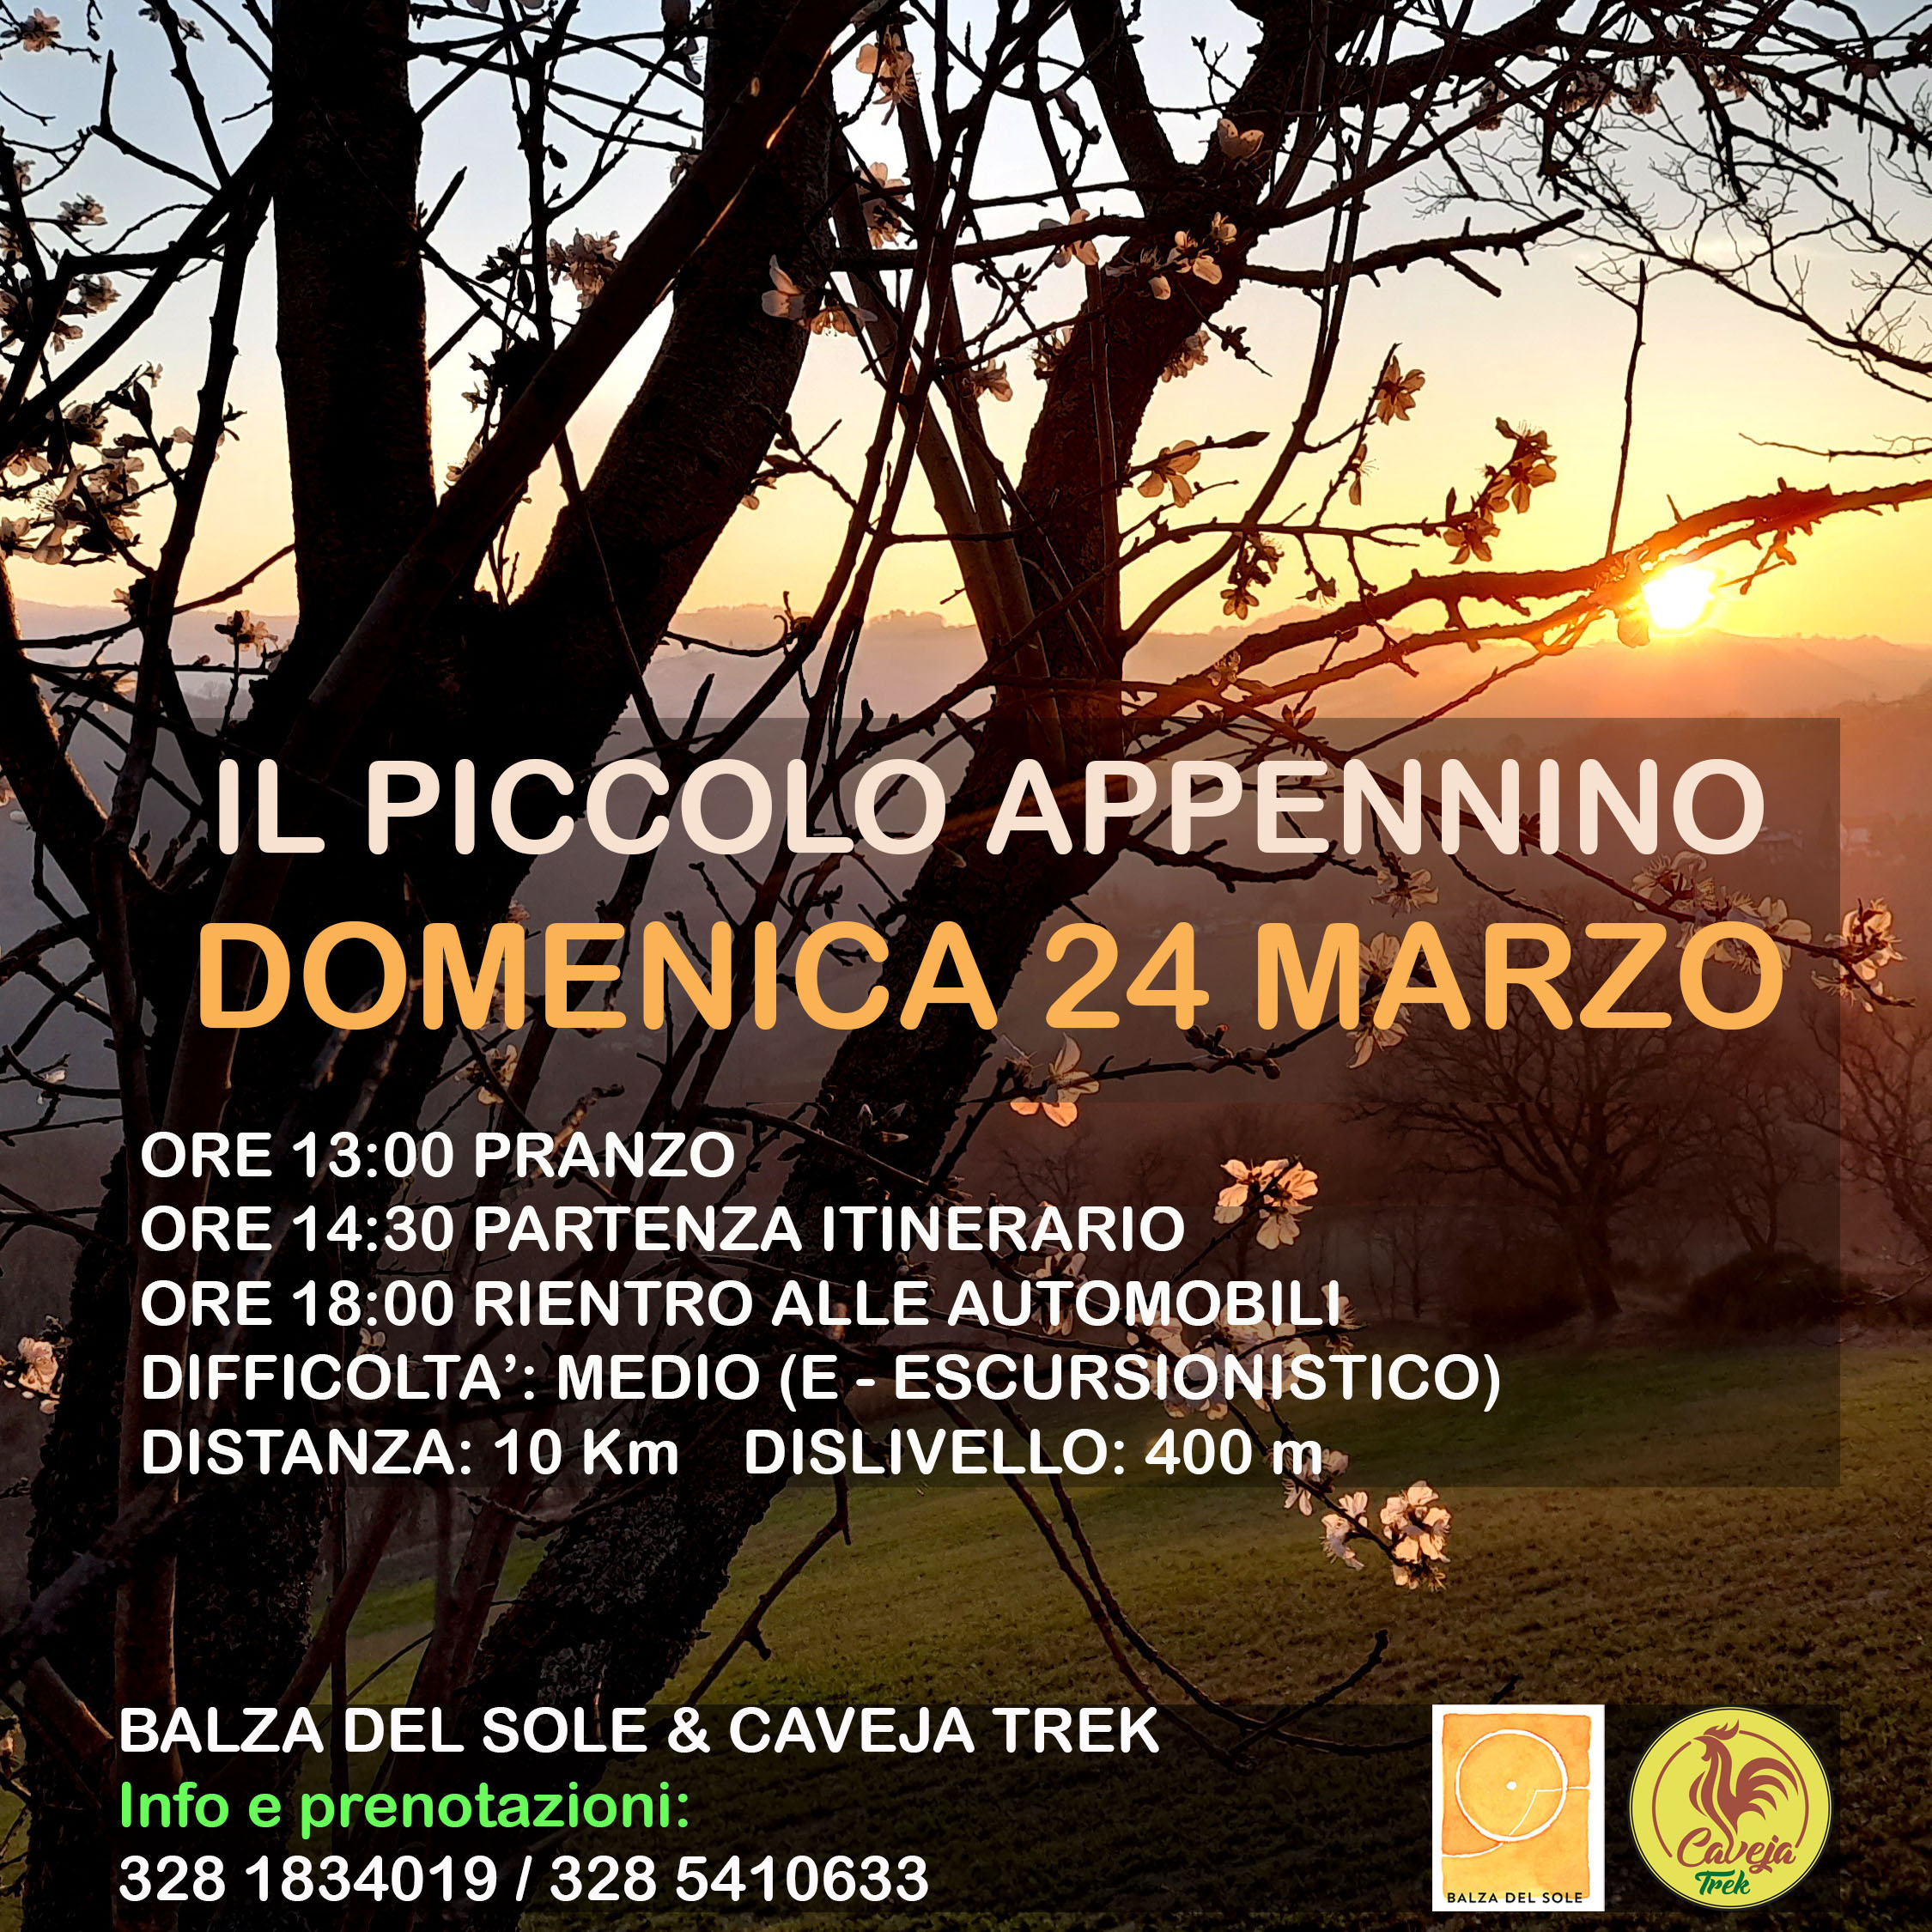 IL PICCOLO APPENNINO
DOMENICA 24 MARZO
ORE 13:00 PRANZO
ORE 14:30 PARTENZA ITINERARIO
ORE 18:00 RIENTRO ALLE AUTOMOBILI
DIFFICOLTA’: MEDIO (E - ESCURSIONISTICO)
DISTANZA: 10 Km DISLIVELLO: 400 m
BALZA DEL SOLE & CAVEJA TREK
Info e prenotazioni:
328 1834019 / 328 5410633
BALZA DEL SOLE
Caveja
Trek